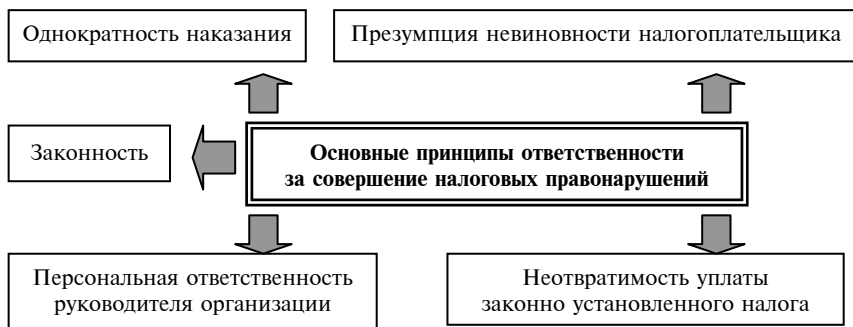 Однократность наказания
Презумпция невиновности налогоплательщика
Законность
Основные принципы ответственности
за совершение налоговых правонарушений
Персональная ответственность
руководителя организации
Неотвратимость уплаты
законно установленного налога